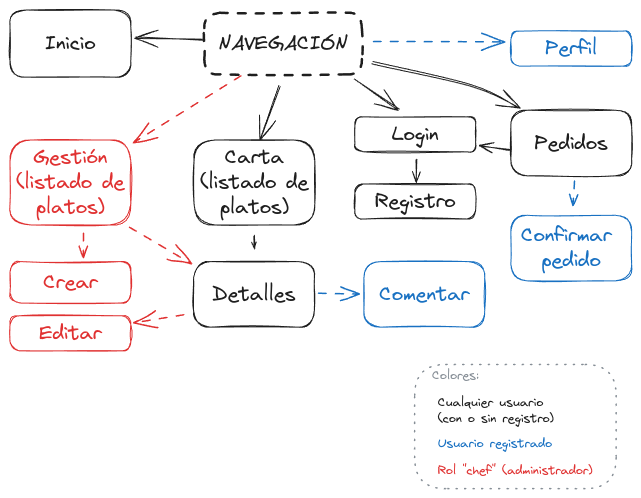 Inicio
NAVEGACIÓN
Perfil
Gestión
(listado de
platos)
Carta
(listado de
platos)
Login
Pedidos
Registro
Confirmar
pedido
Crear
Editar
Detalles
Comentar
Colores:
Cualquier usuario
(con o sin registro)
Usuario registrado
Rol "chef" (administrador)